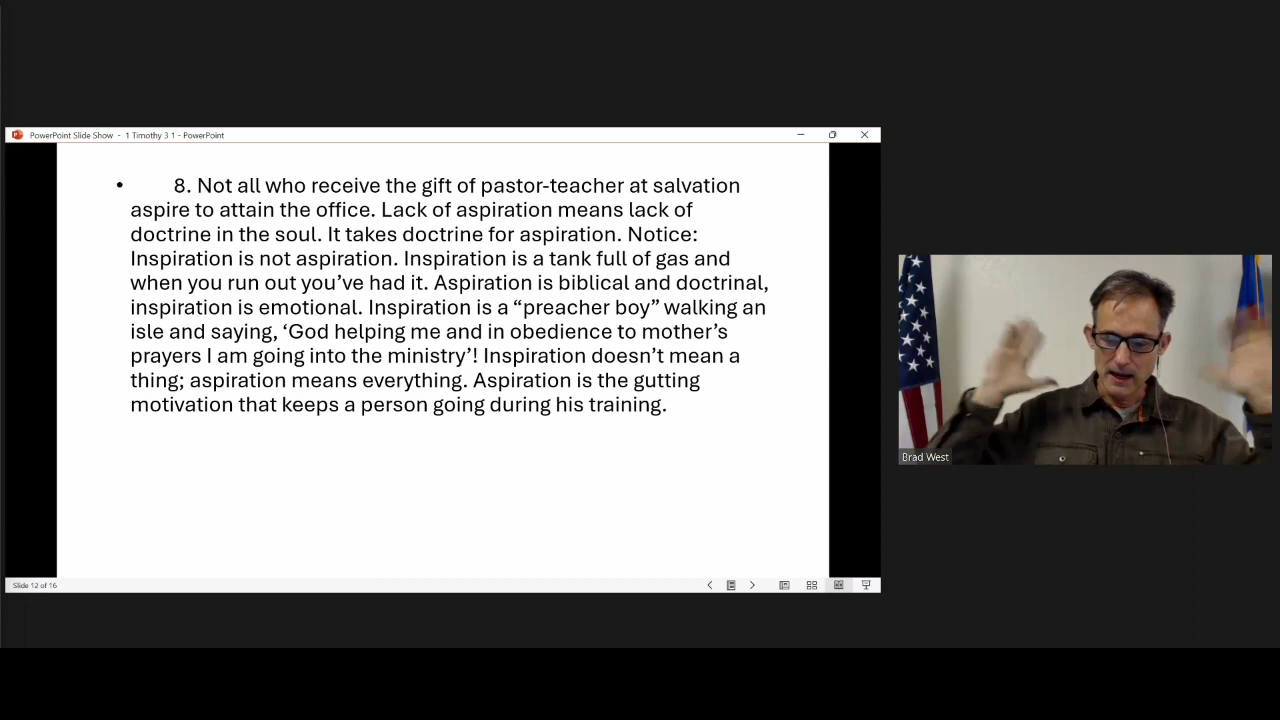 PowerPoint Slide Show - 1 Timothy 3 1 - PowerPoint
• 8. Not all who receive the gift of pastor-teacher at salvation
aspire to attain the office. Lack of aspiration means lack of
doctrine in the soul. It takes doctrine for aspiration. Notice:
Inspiration is not aspiration. Inspiration is a tank full of gas and
when you run out you’ve had it. Aspiration is biblical and doctrinal,
inspiration is emotional. Inspiration is a “preacher boy” walking an
isle and saying, ‘God helping me and in obedience to mother’s
prayers I am going into the ministry’! Inspiration doesn’t mean a
thing; aspiration means everything. Aspiration is the gutting
motivation that keeps a person going during his training.
Brad West
Slide 12 of 16